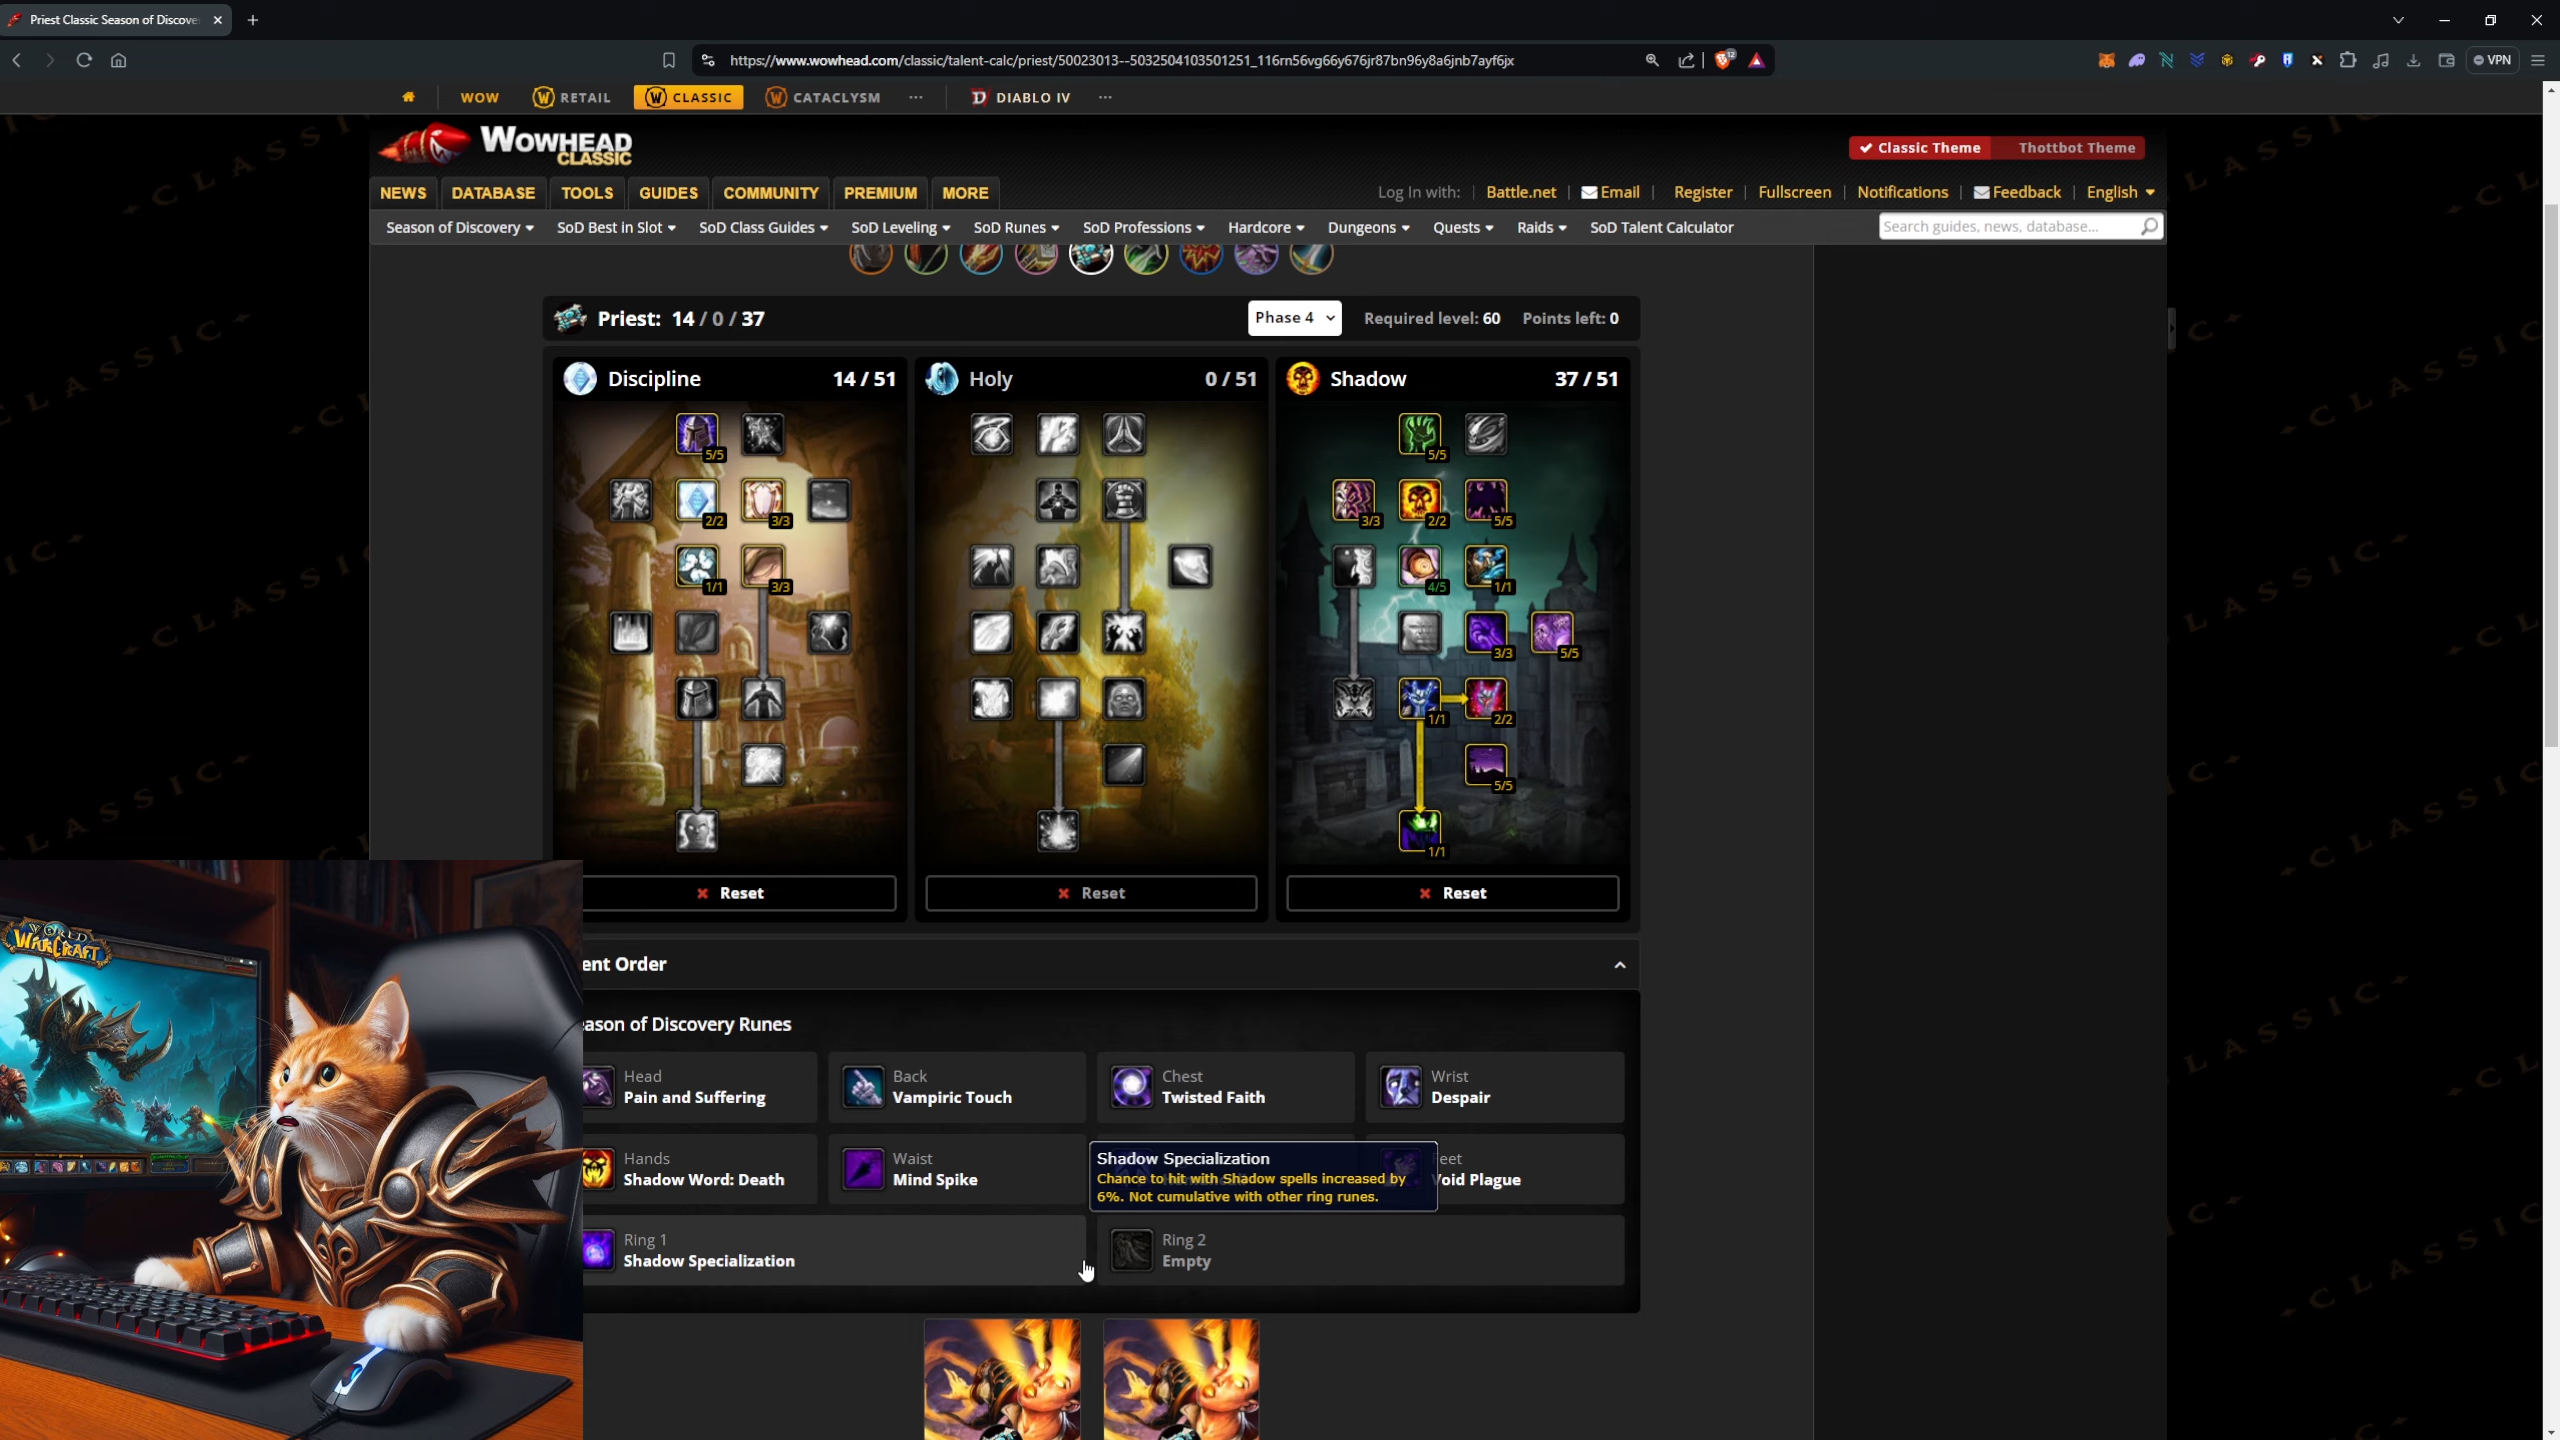 Priest Classic Season of Discove
https://www.wowhead.com/classic/talent-calc/priest/50023013--5032504103501251_116rn56vg66y676jr87bn96y8a6jnb7ayf6jx
12
VPN
WOW
RETAIL
CLASSIC
CATACLYSM
DIABLO IV
WOWHEAD
CLASSIC
Classic Theme
Thottbot Theme
NEWS
DATABASE
TOOLS
GUIDES
COMMUNITY
PREMIUM
MORE
Log In with:
Battle.net
Email
Register
Fullscreen
Notifications
Feedback
English
Season of Discovery
SoD Best in Slot
SoD Class Guides
SoD Leveling
SoD Runes
SoD Professions
Hardcore
Dungeons
Quests
Raids
SoD Talent Calculator
Search guides, news, database...
Priest: 14 / 0 / 37
Phase 4
Required level: 60
Points left: 0
Discipline
14 / 51
Holy
0 / 51
Shadow
37 / 51
5/5
5/5
2/2
3/3
3/3
2/2
5/5
1/1
3/3
4/5
1/1
3/3
5/5
1/1
2/2
5/5
1/1
Reset
Reset
Reset
ent Order
ason of Discovery Runes
Head
Pain and Suffering
Back
Vampiric Touch
Chest
Twisted Faith
Wrist
Despair
Hands
Shadow Word: Death
Waist
Mind Spike
Shadow Specialization
Chance to hit with Shadow spells increased by
6%. Not cumulative with other ring runes.
eet
Void Plague
Ring 1
Shadow Specialization
Ring 2
Empty
WORLD
WARCRAFT